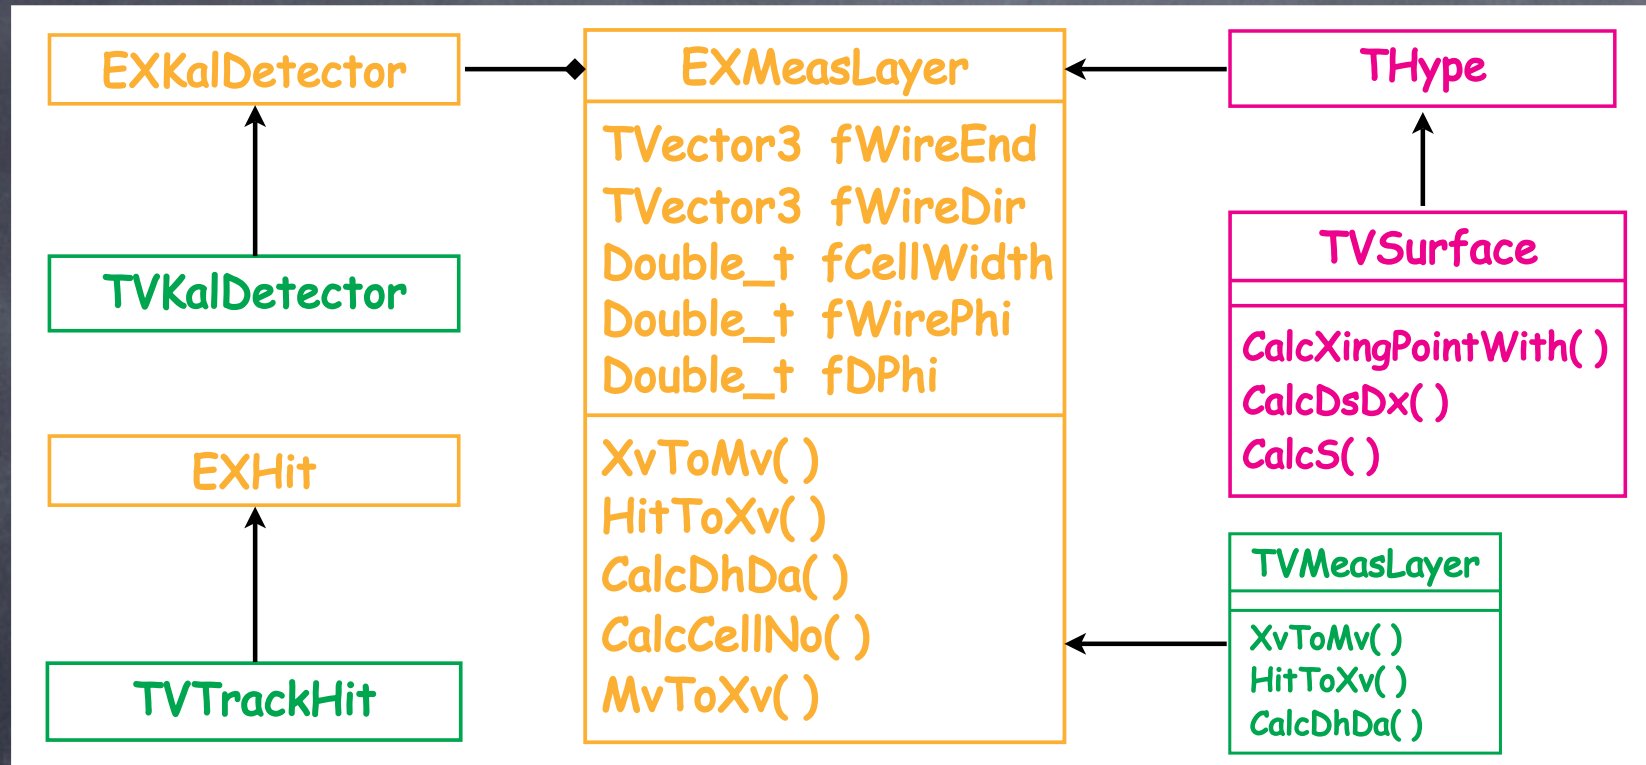 EXKalDetector
TVKalDetector
EXHit
TVTrackHit
EXMeasLayer
TVector3 fWireEnd
TVector3 fWireDir
Double_t fCellWidth
Double_t fWirePhi
Double_t fDPhi
XvToMv( )
HitToXv( )
CalcDhDa( )
CalcCellNo( )
MvToXv( )
THype
TVSurface
CalcXingPointWith( )
CalcDsDx( )
CalcS( )
TVMeasLayer
XvToMv( )
HitToXv( )
CalcDhDa( )